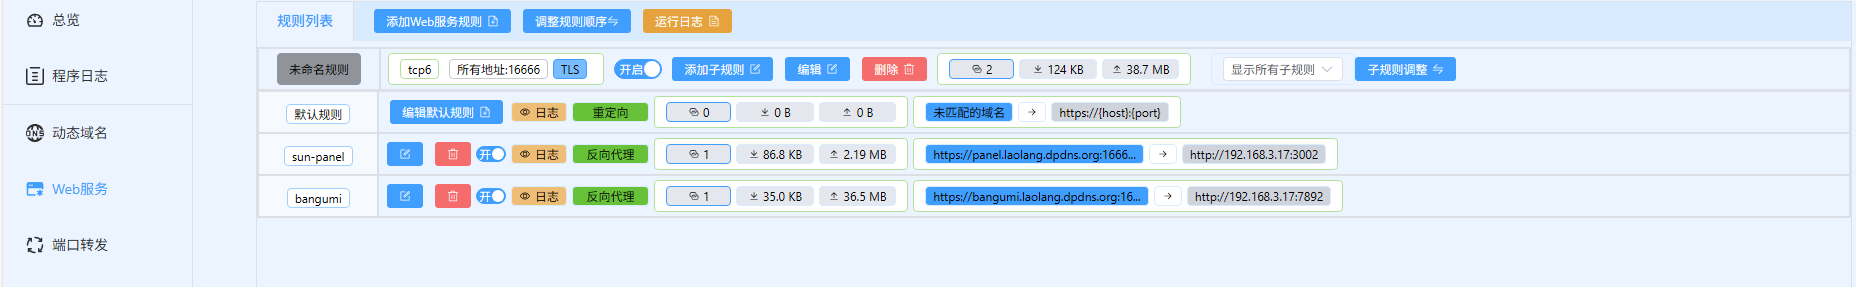 总览
程序日志
动态域名
Web服务
端口转发
规则列表 添加Web服务规则 调整规则顺序 运行日志
未命名规则 tcp6 所有地址:16666 TLS 开启 添加子规则 编辑 删除 2 124 KB 38.7 MB 显示所有子规则 子规则调整
默认规则 编辑默认规则 日志 重定向 0 0 B 0 B 未匹配的域名 → https://{host}:{port}
sun-panel 开 日志 反向代理 1 86.8 KB 2.19 MB https://panel.laolang.dpdns.org:1666... → http://192.168.3.17:3002
bangumi 开 日志 反向代理 1 35.0 KB 36.5 MB https://bangumi.laolang.dpdns.org:16... → http://192.168.3.17:7892